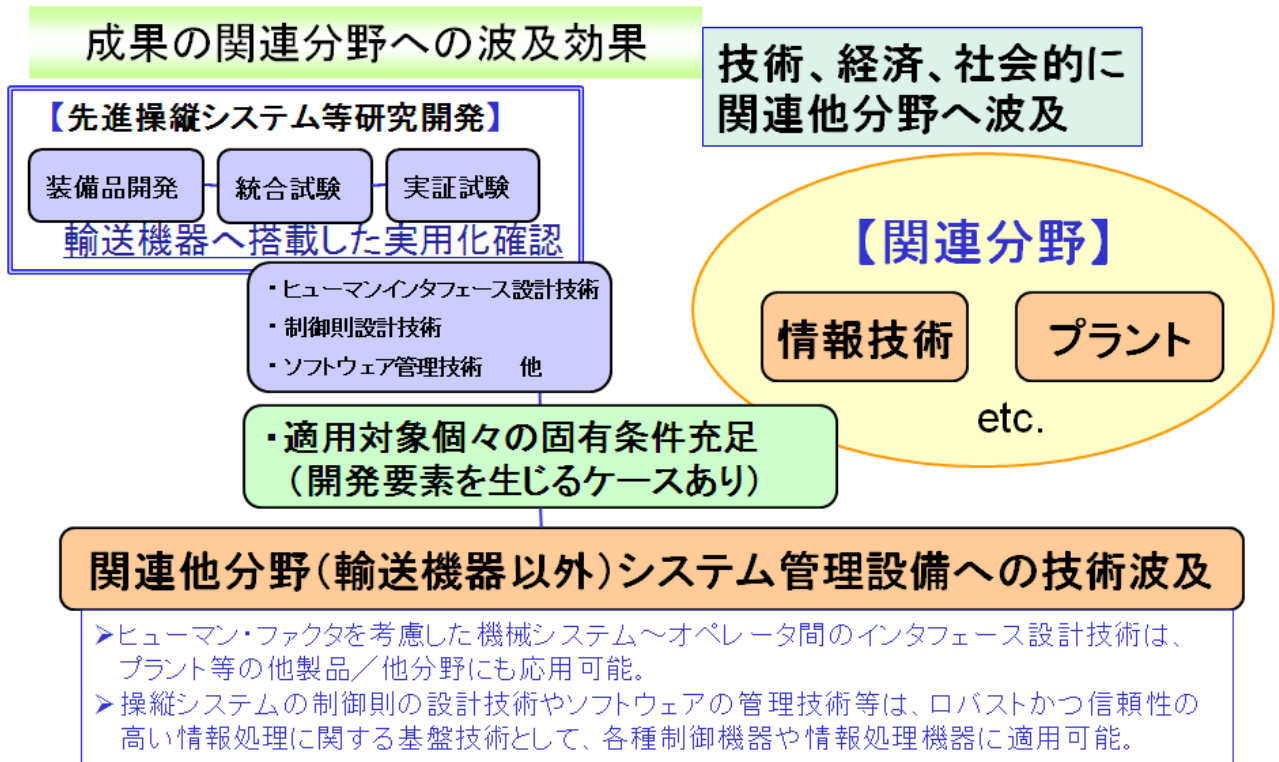 成果の関連分野への波及効果
技術、経済、社会的に
関連他分野へ波及
【先進操縦システム等研究開発】
装備品開発
統合試験
実証試験
輸送機器へ搭載した実用化確認
・ヒューマンインタフェース設計技術
・制御則設計技術
・ソフトウェア管理技術　他
【関連分野】
情報技術
プラント
etc.
・適用対象個々の固有条件充足
（開発要素を生じるケースあり）
関連他分野（輸送機器以外）システム管理設備への技術波及
➢ヒューマン・ファクタを考慮した機械システム～オペレータ間のインタフェース設計技術は、
プラント等の他製品／他分野にも応用可能。
➢操縦システムの制御則の設計技術やソフトウェアの管理技術等は、ロバストかつ信頼性の
高い情報処理に関する基盤技術として、各種制御機器や情報処理機器に適用可能。